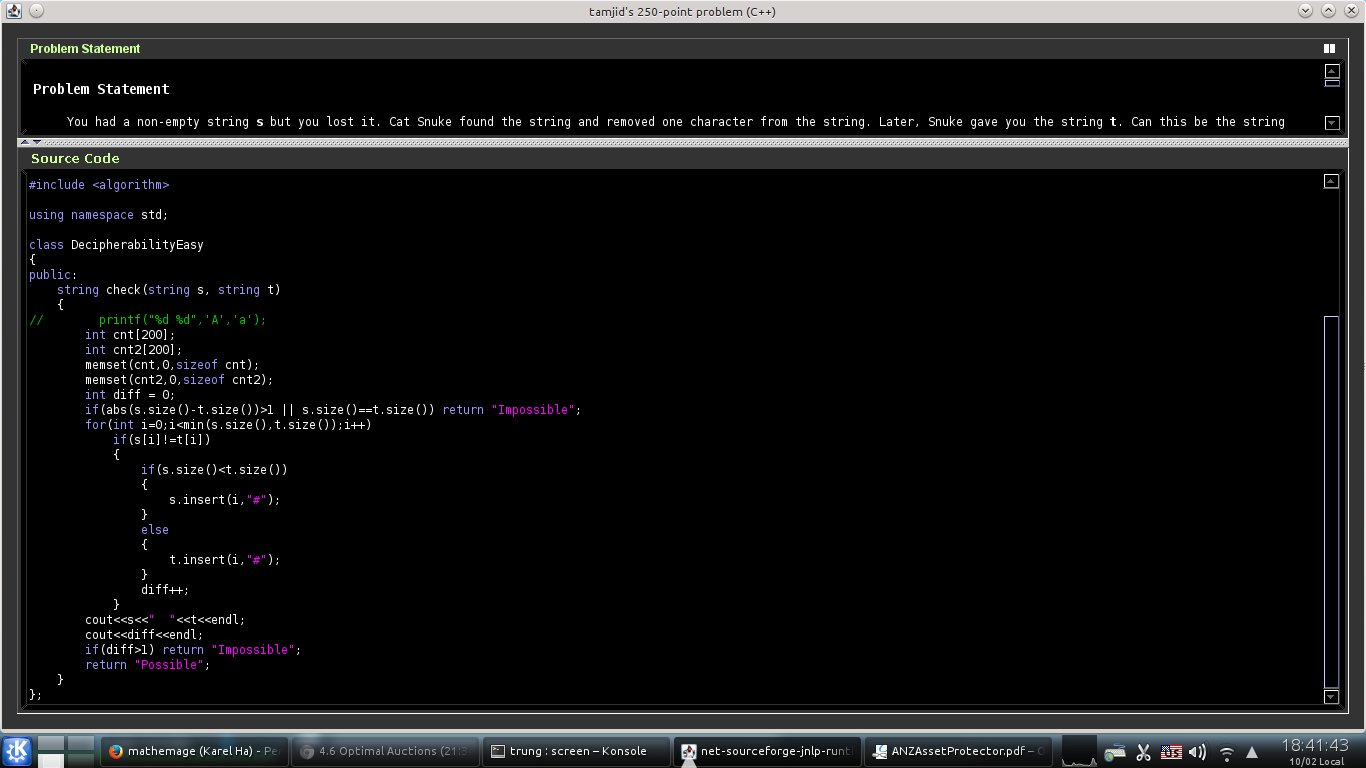 tamjid's 250-point problem (C++)
Problem Statement
Problem Statement
You had a non-empty string s but you lost it. Cat Snuke found the string and removed one character from the string. Later, Snuke gave you the string t. Can this be the string
Source Code
#include <algorithm>
using namespace std;
class DecipherabilityEasy
{
public:
string check(string s, string t)
{
// printf("%d %d",'A','a');
int cnt[200];
int cnt2[200];
memset(cnt,0,sizeof cnt);
memset(cnt2,0,sizeof cnt2);
int diff = 0;
if(abs(s.size()-t.size())>1 || s.size()==t.size()) return "Impossible";
for(int i=0;i<min(s.size(),t.size());i++)
if(s[i]!=t[i])
{
if(s.size()<t.size())
{
s.insert(i,"#");
}
else
{
t.insert(i,"#");
}
diff++;
}
cout<<s<<"  "<<t<<endl;
cout<<diff<<endl;
if(diff>1) return "Impossible";
return "Possible";
}
};
mathemage (Karel Ha) - Pe
4.6 Optimal Auctions (21:3
trung : screen – Konsole
net-sourceforge-jnlp-runti
ANZAssetProtector.pdf – O
18:41:43
10/02 Local